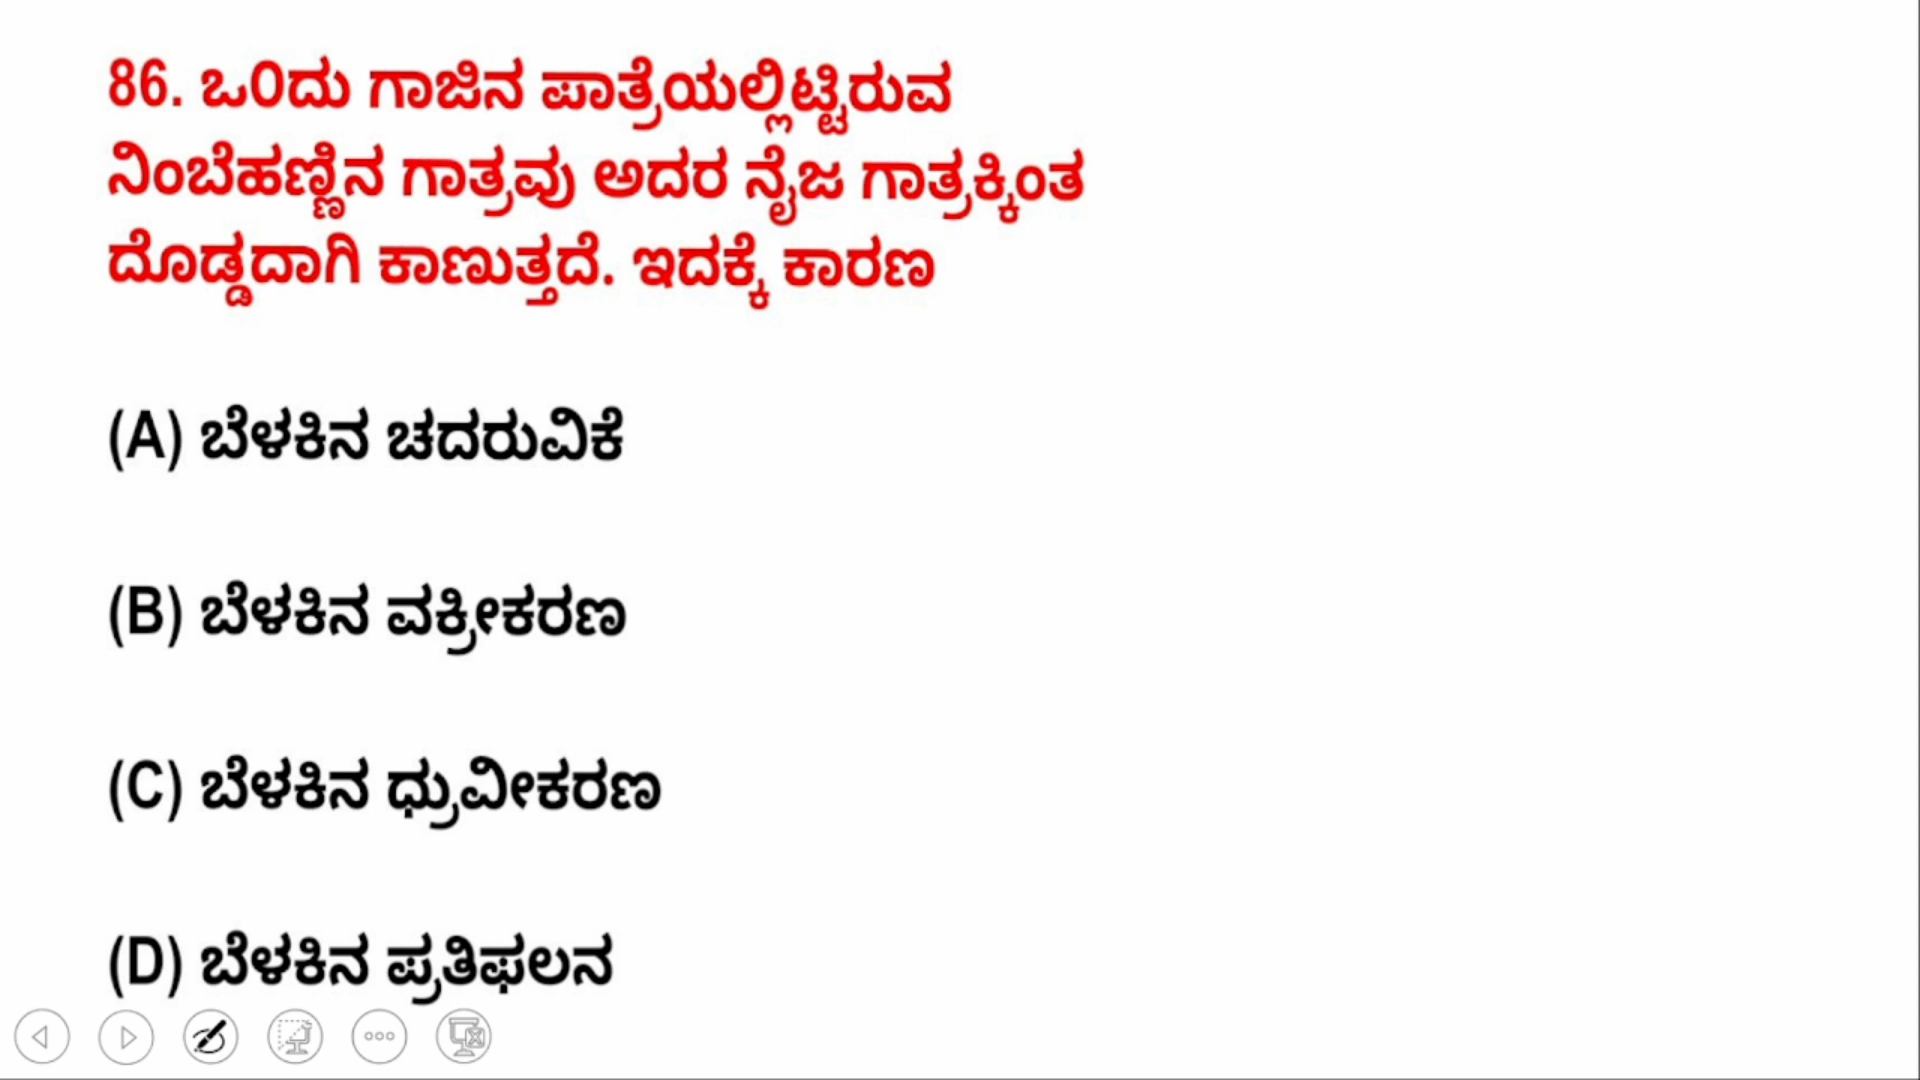 86. ಒ೦ದು ಗಾಜಿನ ಪಾತ್ರೆಯಲ್ಲಿಟ್ಟಿರುವ
ನಿಂಬೆಹಣ್ಣಿನ ಗಾತ್ರವು ಅದರ ನೈಜ ಗಾತ್ರಕ್ಕಿಂತ
ದೊಡ್ಡದಾಗಿ ಕಾಣುತ್ತದೆ. ಇದಕ್ಕೆ ಕಾರಣ
(A) ಬೆಳಕಿನ ಚದರುವಿಕೆ
(B) ಬೆಳಕಿನ ವಕ್ರೀಕರಣ
(C) ಬೆಳಕಿನ ಧ್ರುವೀಕರಣ
(D) ಬೆಳಕಿನ ಪ್ರತಿಫಲನ